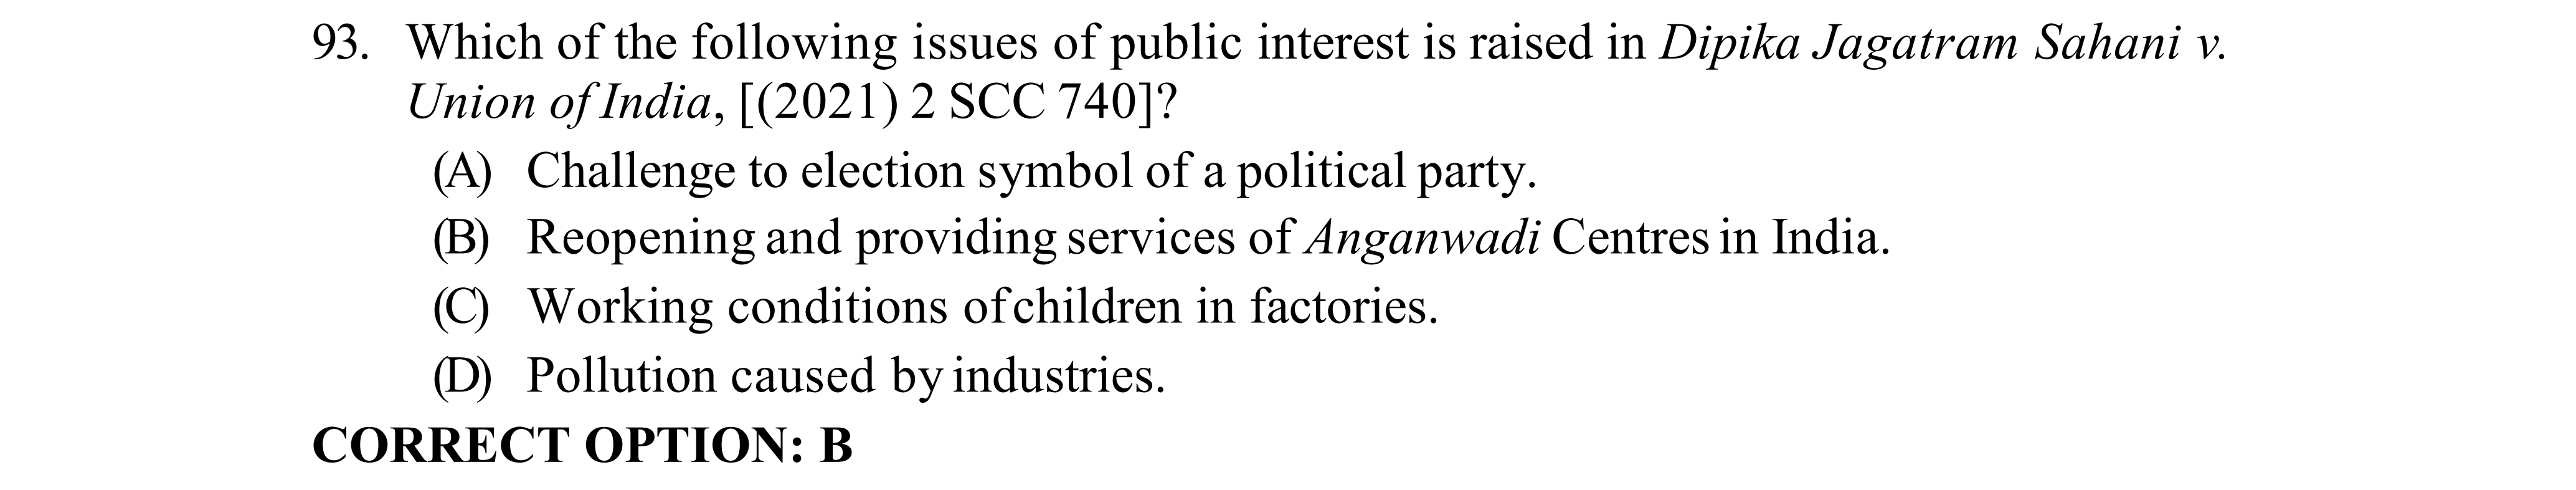 93. Which of the following issues of public interest is raised in Dipika Jagatram Sahani v.
Union of India, [(2021) 2 SCC 740]?
(A) Challenge to election symbol of a political party.
(B) Reopening and providing services of Anganwadi Centres in India.
(C) Working conditions of children in factories.
(D) Pollution caused by industries.
CORRECT OPTION: B